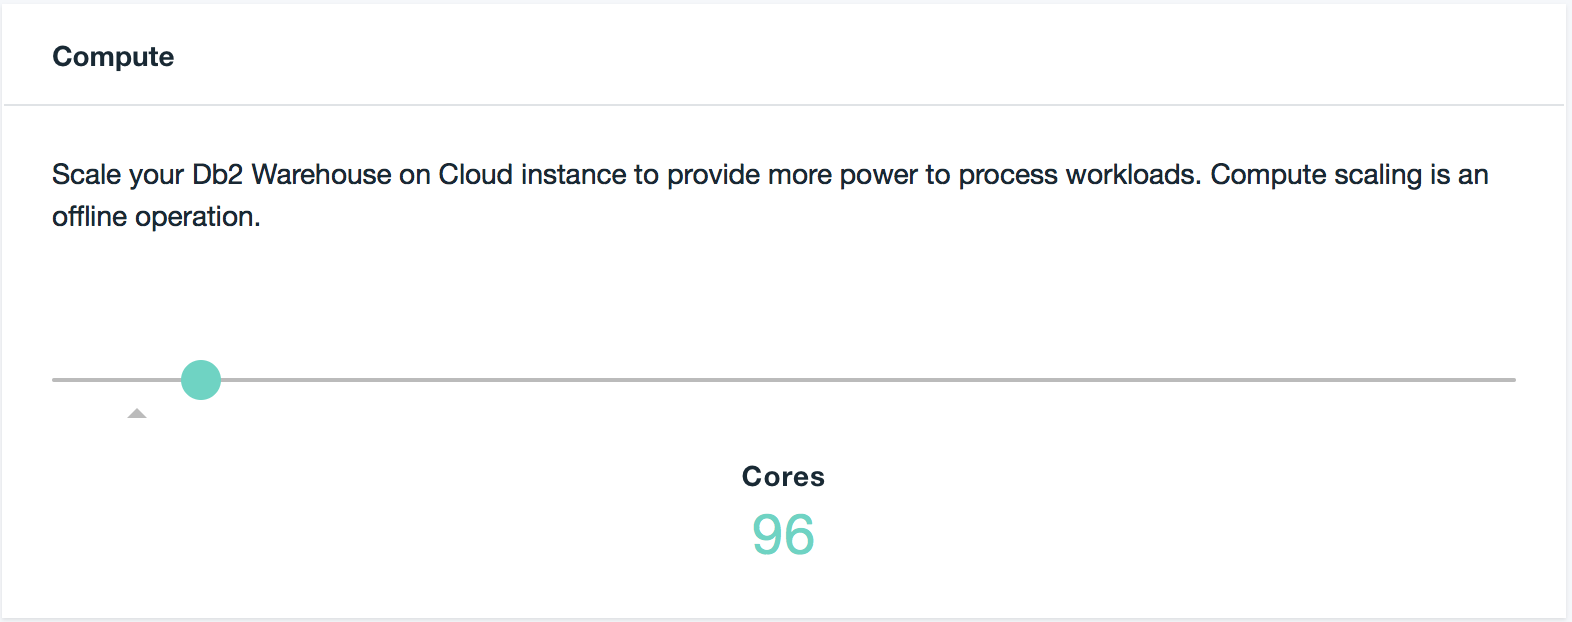 Compute
Scale your Db2 Warehouse on Cloud instance to provide more power to process workloads. Compute scaling is an
offline operation.
Cores
96